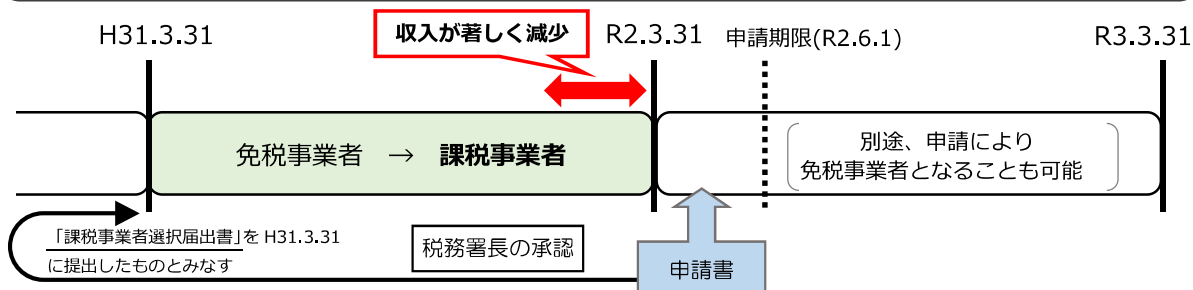 H31.3.31
収入が著しく減少
R2.3.31
申請期限(R2.6.1)
R3.3.31
免税事業者 → 課税事業者
別途、申請により
免税事業者となることも可能
「課税事業者選択届出書」を H31.3.31
に提出したものとみなす
税務署長の承認
申請書